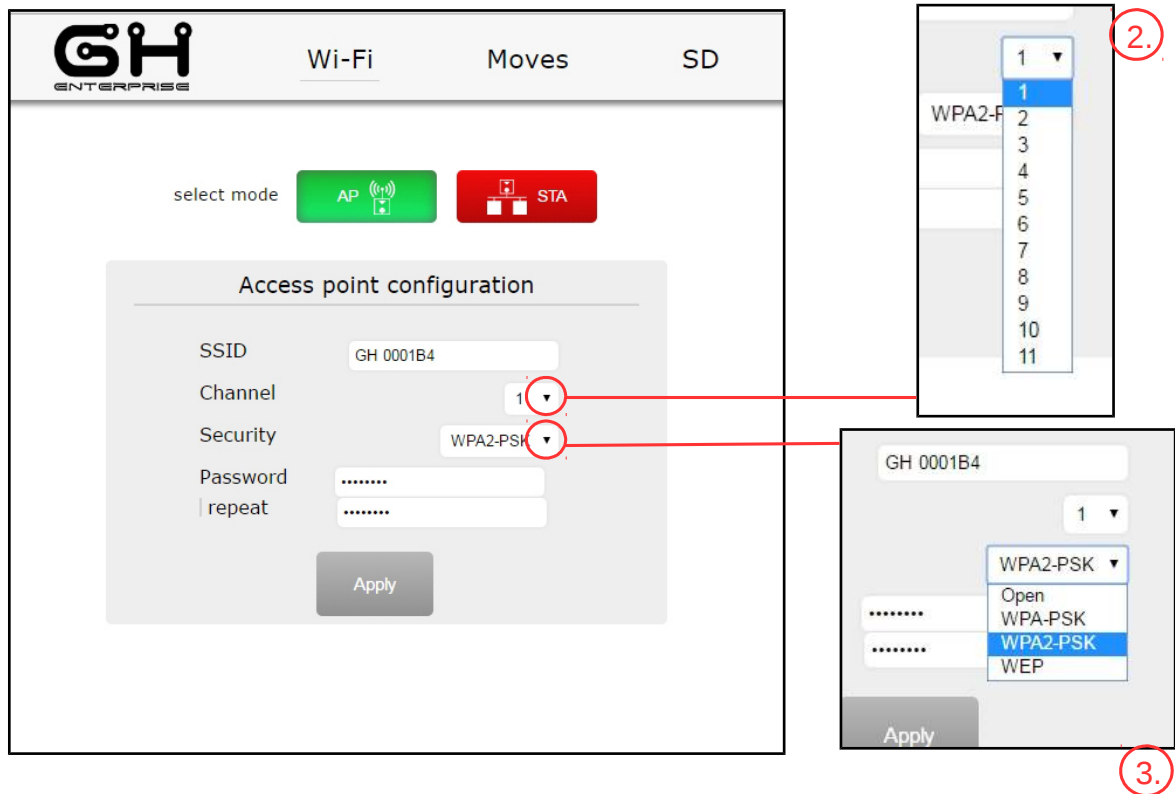 GH
ENTERPRISE
Wi-Fi Moves SD
select mode AP STA
Access point configuration
SSID GH 0001B4
Channel 1
Security WPA2-PSK
Password ••••••••
repeat ••••••••
Apply
2.
1
WPA2-P
1
2
3
4
5
6
7
8
9
10
11
GH 0001B4
1
WPA2-PSK
Open
WPA-PSK
WPA2-PSK
WEP
••••••••
••••••••
Apply
3.